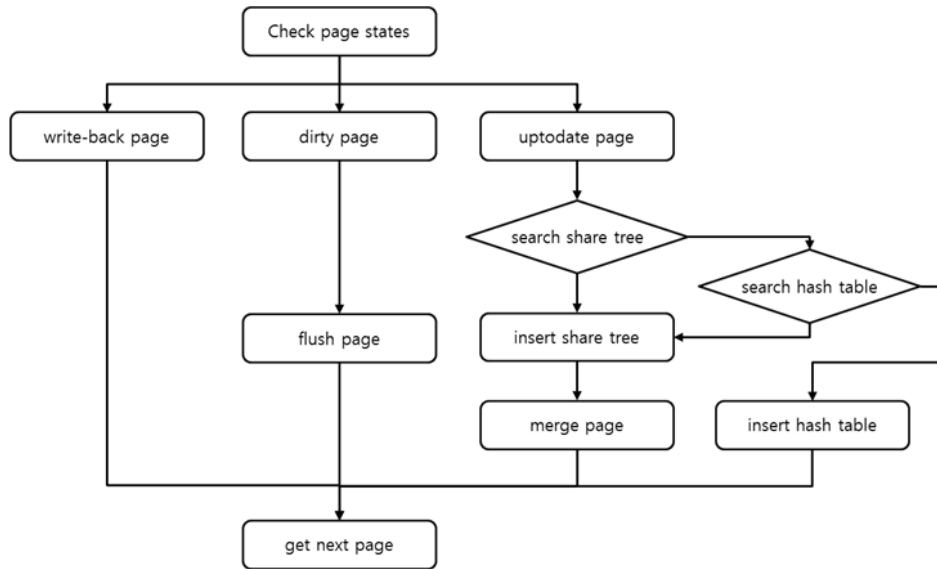 Check page states
write-back page
dirty page
uptodate page
search share tree
search hash table
flush page
insert share tree
merge page
insert hash table
get next page